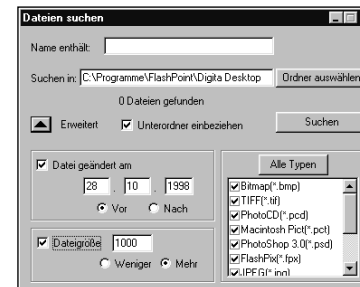 Dateien suchen
Name enthält:
Suchen in: C:\Programme\FlashPoint\Digita Desktop Ordner auswählen
0 Dateien gefunden
Erweitert Unterordner einbeziehen Suchen
Datei geändert am
28 . 10 . 1998
Vor Nach
Dateigröße 1000
Weniger Mehr
Alle Typen
Bitmap(*.bmp)
TIFF(*.tif)
PhotoCD(*.pcd)
Macintosh Pict(*.pct)
PhotoShop 3.0(*.psd)
FlashPix(*.fpx)
JPEG(*.jpg)